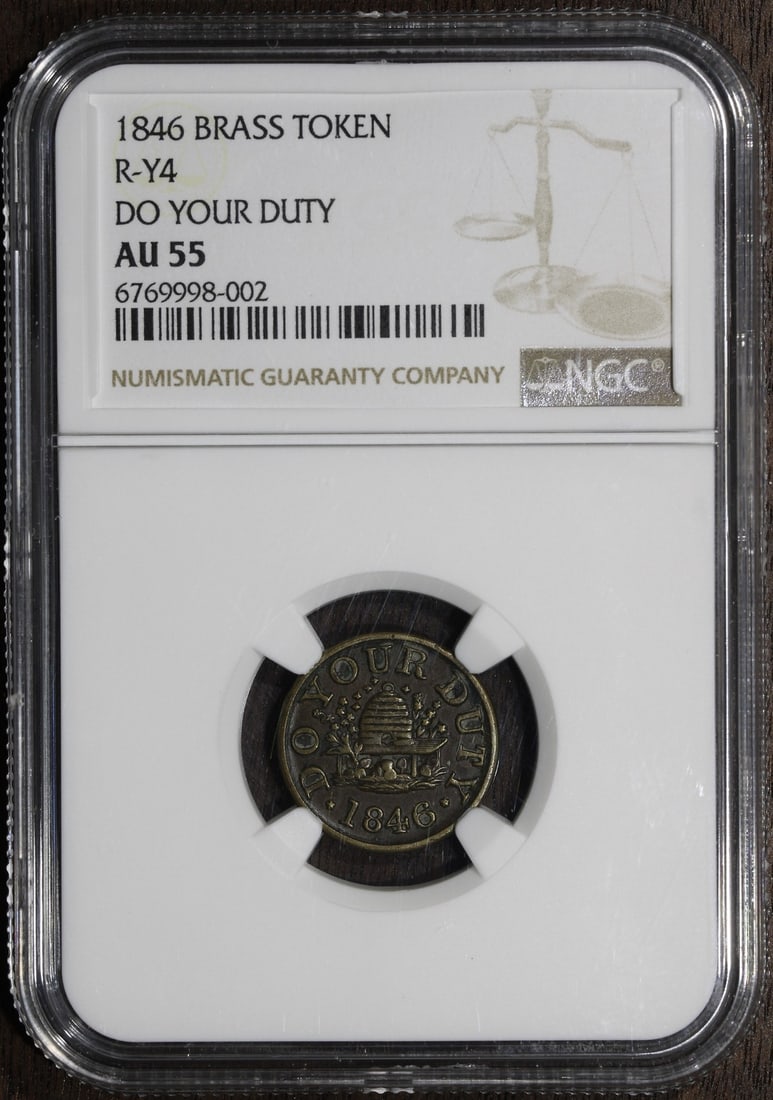 1846 BRASS TOKEN
R-Y4
DO YOUR DUTY
AU 55
6769998-002
NUMISMATIC GUARANTY COMPANY
NGC®
DO YOUR DUTY
· 1846 ·